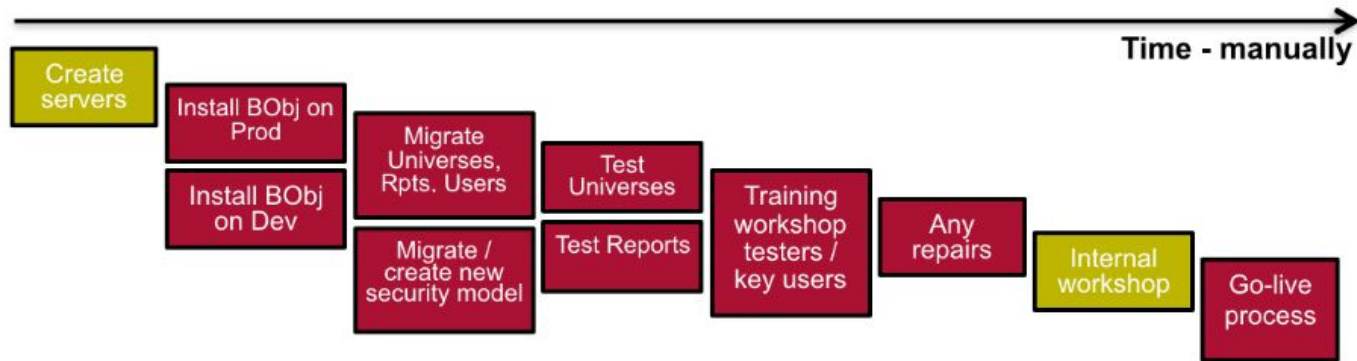 Time - manually
Create
servers
Install BObj on
Prod
Install BObj
on Dev
Migrate
Universes,
Rpts. Users
Migrate /
create new
security model
Test
Universes
Test Reports
Training
workshop
testers /
key users
Any
repairs
Internal
workshop
Go-live
process